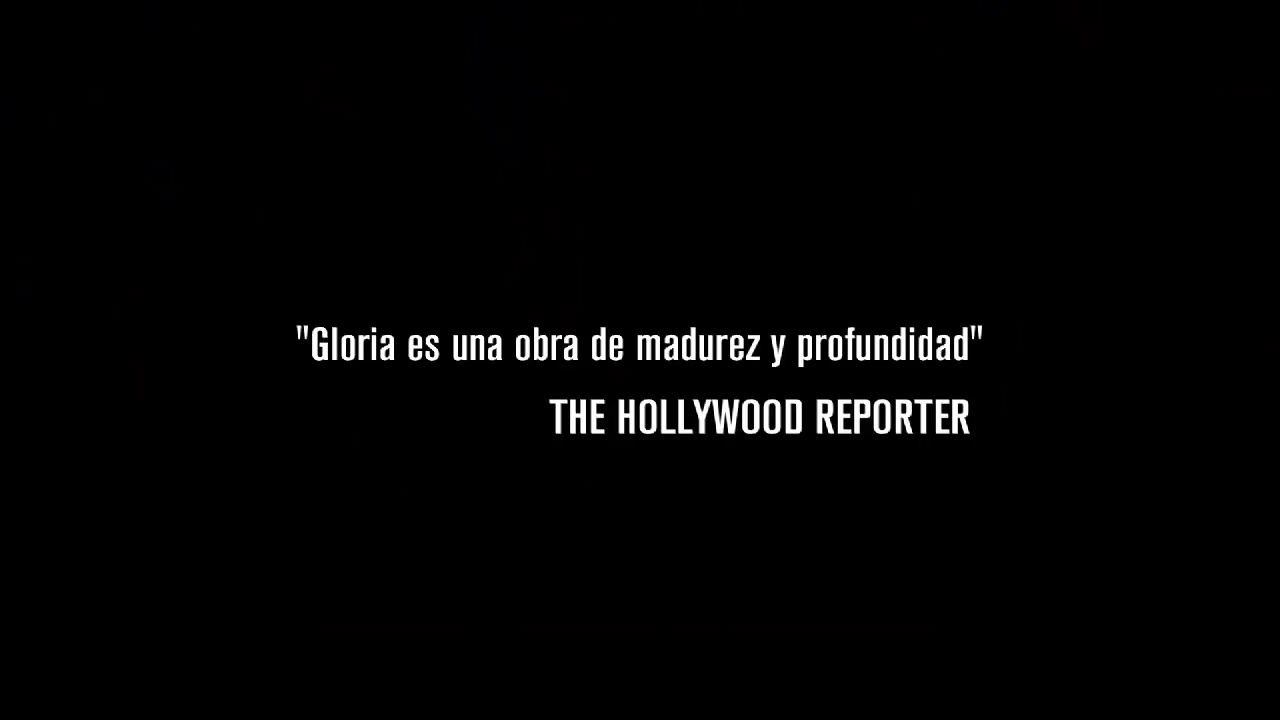 "Gloria es una obra de madurez y profundidad"
THE HOLLYWOOD REPORTER